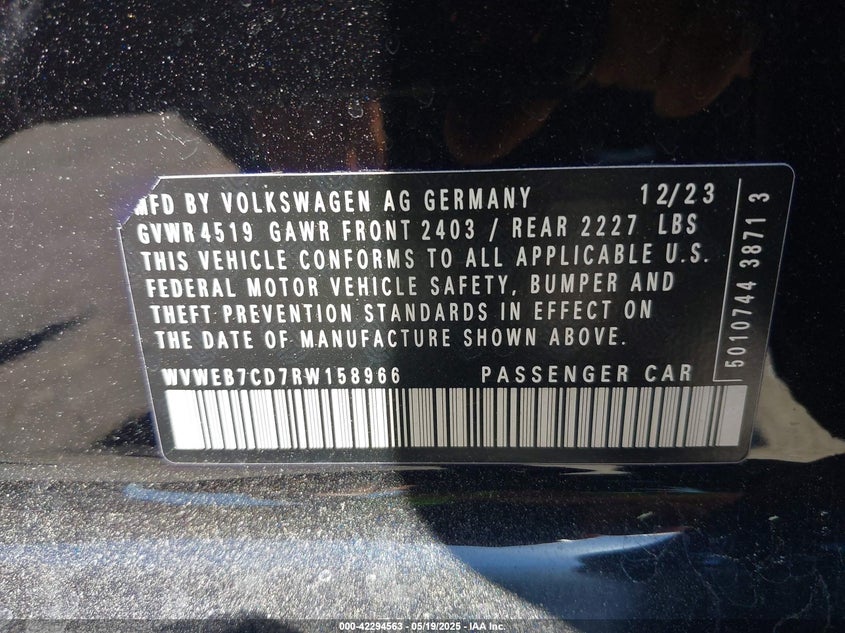 MFD BY VOLKSWAGEN AG GERMANY 12/23
GVWR 4519 GAWR FRONT 2403 / REAR 2227 LBS
THIS VEHICLE CONFORMS TO ALL APPLICABLE U.S.
FEDERAL MOTOR VEHICLE SAFETY, BUMPER AND
THEFT PREVENTION STANDARDS IN EFFECT ON
THE DATE OF MANUFACTURE SHOWN ABOVE.
WVWEB7CD7RW158966 PASSENGER CAR
5010744 3871 3
000-42294563 - 05/19/2025 - IAA Inc.